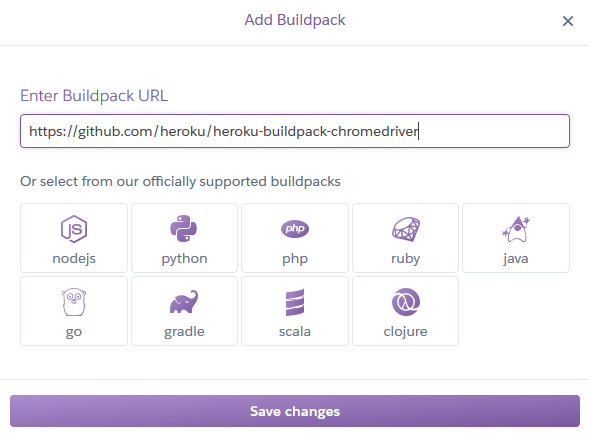 Add Buildpack
×
Enter Buildpack URL
https://github.com/heroku/heroku-buildpack-chromedriver
Or select from our officially supported buildpacks
JS php
nodejs python php ruby java
go gradle scala clojure
Save changes